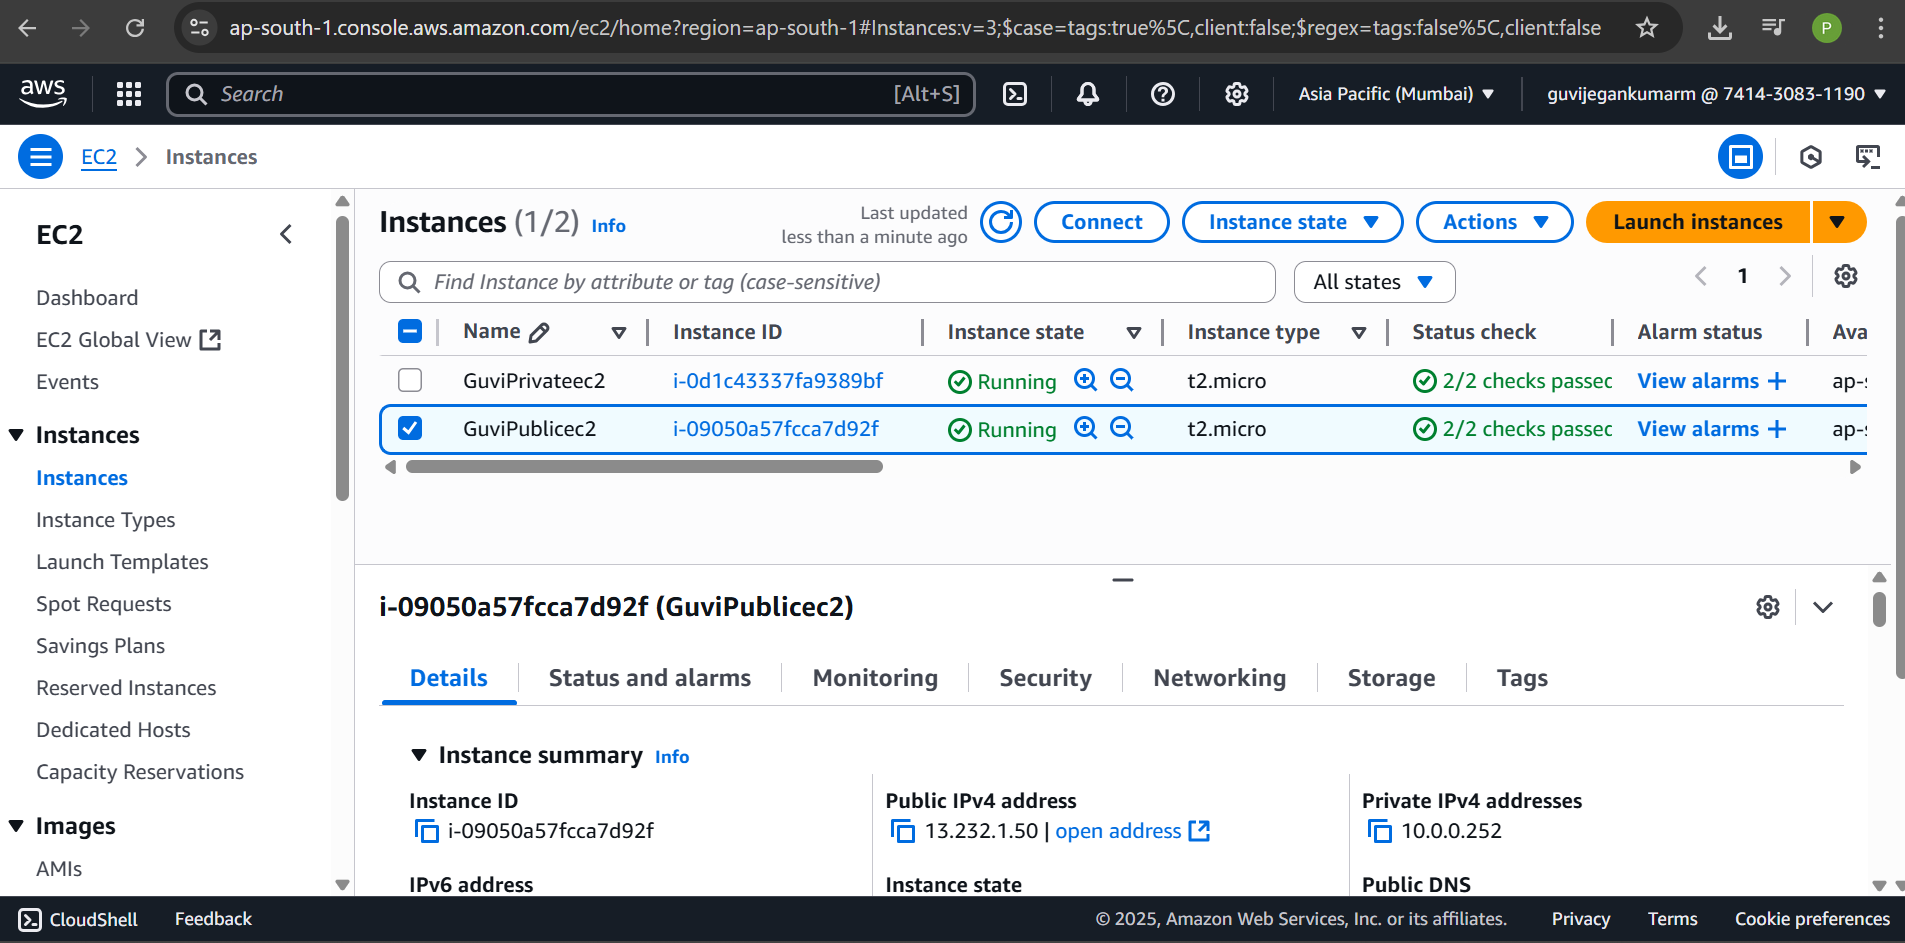 ap-south-1.console.aws.amazon.com/ec2/home?region=ap-south-1#Instances:v=3;$case=tags:true%5C,client:false;$regex=tags:false%5C,client:false
P
aws
Search [Alt+S]
Asia Pacific (Mumbai)
guvijegankumarm @ 7414-3083-1190
EC2 Instances
EC2
Dashboard
EC2 Global View
Events
Instances
Instances
Instance Types
Launch Templates
Spot Requests
Savings Plans
Reserved Instances
Dedicated Hosts
Capacity Reservations
Images
AMIs
Instances (1/2) Info
Last updated
less than a minute ago
Connect
Instance state
Actions
Launch instances
Find Instance by attribute or tag (case-sensitive)
All states
1
Name Instance ID Instance state Instance type Status check Alarm status Ava
GuviPrivateec2 i-0d1c43337fa9389bf Running t2.micro 2/2 checks passec View alarms + ap-s
GuviPublicec2 i-09050a57fcca7d92f Running t2.micro 2/2 checks passec View alarms + ap-s
i-09050a57fcca7d92f (GuviPublicec2)
Details Status and alarms Monitoring Security Networking Storage Tags
Instance summary Info
Instance ID
i-09050a57fcca7d92f
Public IPv4 address
13.232.1.50 | open address
Private IPv4 addresses
10.0.0.252
IPv6 address
Instance state
Public DNS
CloudShell Feedback
© 2025, Amazon Web Services, Inc. or its affiliates. Privacy Terms Cookie preferences